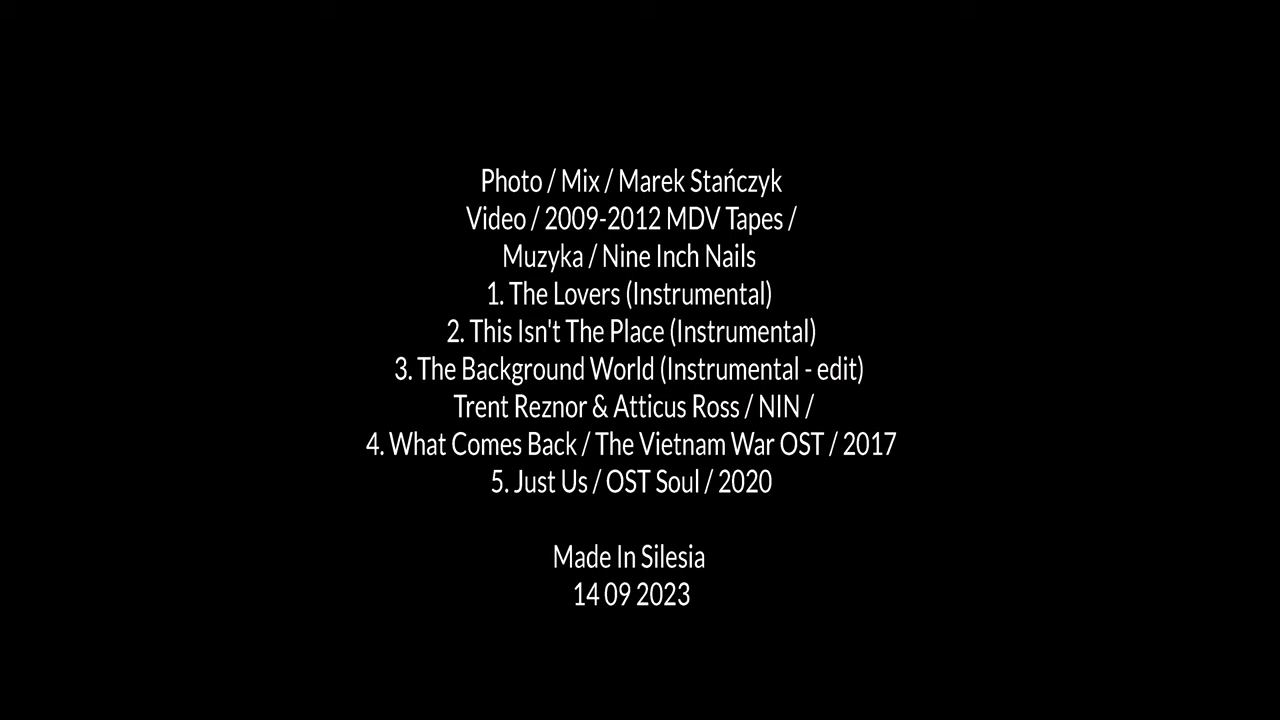 Photo / Mix / Marek Stańczyk
Video / 2009-2012 MDV Tapes /
Muzyka / Nine Inch Nails
1. The Lovers (Instrumental)
2. This Isn't The Place (Instrumental)
3. The Background World (Instrumental - edit)
Trent Reznor & Atticus Ross / NIN /
4. What Comes Back / The Vietnam War OST / 2017
5. Just Us / OST Soul / 2020
Made In Silesia
14 09 2023